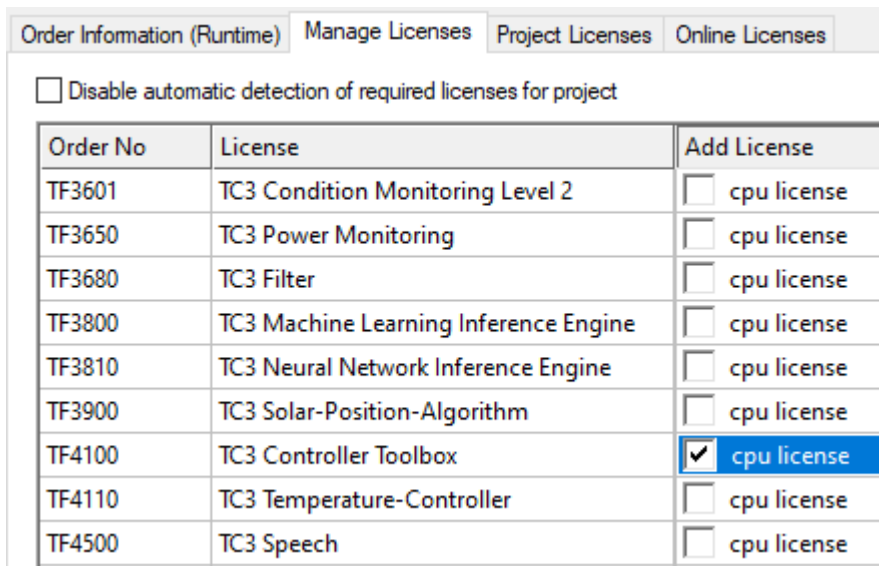 Order Information (Runtime) Manage Licenses Project Licenses Online Licenses
Disable automatic detection of required licenses for project
Order No License Add License
TF3601 TC3 Condition Monitoring Level 2 cpu license
TF3650 TC3 Power Monitoring cpu license
TF3680 TC3 Filter cpu license
TF3800 TC3 Machine Learning Inference Engine cpu license
TF3810 TC3 Neural Network Inference Engine cpu license
TF3900 TC3 Solar-Position-Algorithm cpu license
TF4100 TC3 Controller Toolbox cpu license
TF4110 TC3 Temperature-Controller cpu license
TF4500 TC3 Speech cpu license